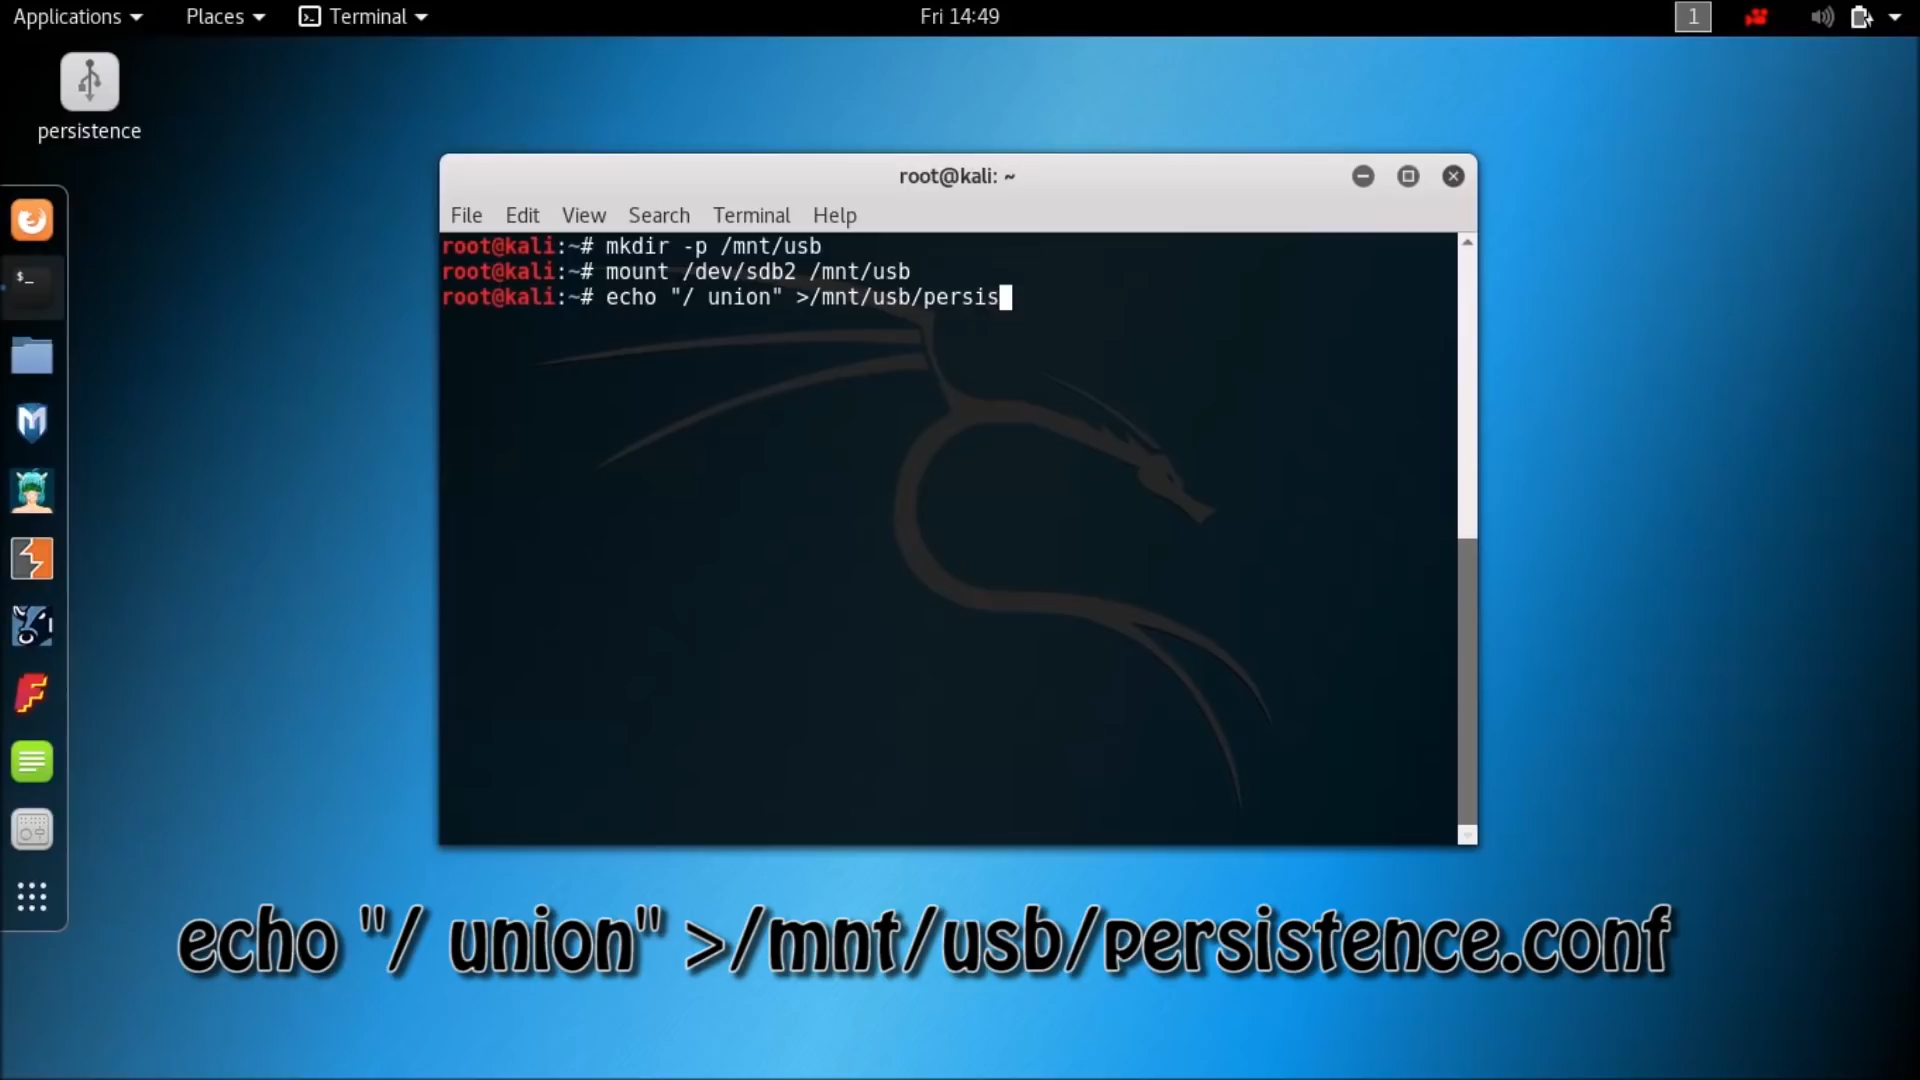 Applications Places Terminal Fri 14:49 1
persistence
root@kali: ~
File Edit View Search Terminal Help
root@kali:~# mkdir -p /mnt/usb
root@kali:~# mount /dev/sdb2 /mnt/usb
root@kali:~# echo "/ union" >/mnt/usb/persis
$_
M
F
echo "/ union" >/mnt/usb/persistence.conf